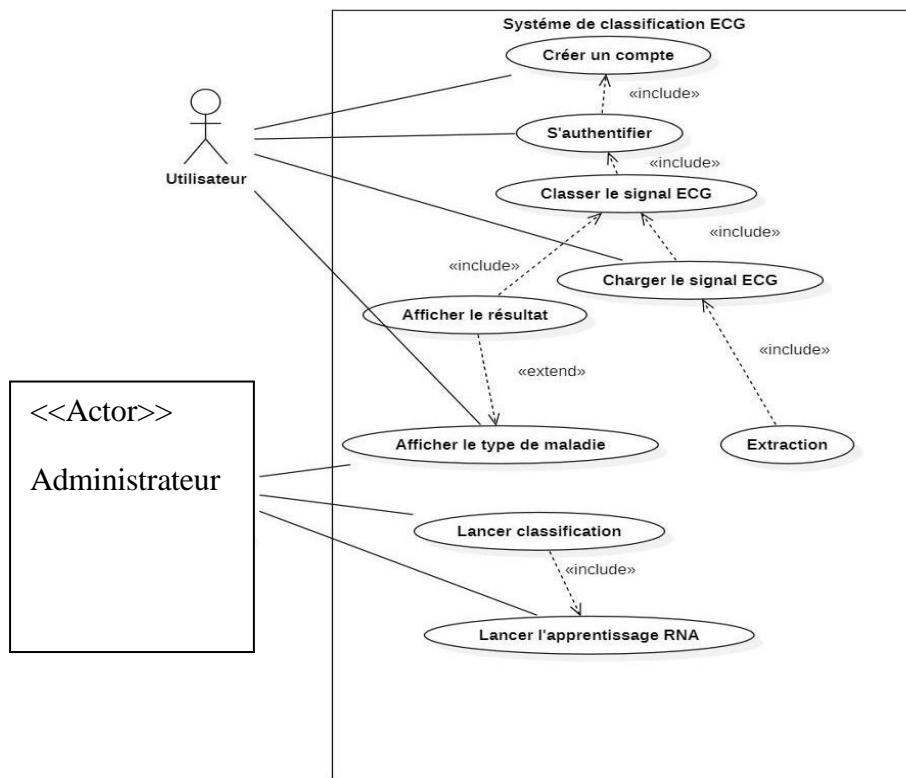 Systéme de classification ECG
Créer un compte
«include»
S'authentifier
«include»
Utilisateur
Classer le signal ECG
«include»
«include»
Charger le signal ECG
Afficher le résultat
«include»
«extend»
<<Actor>>
Administrateur
Afficher le type de maladie
Extraction
Lancer classification
«include»
Lancer l'apprentissage RNA